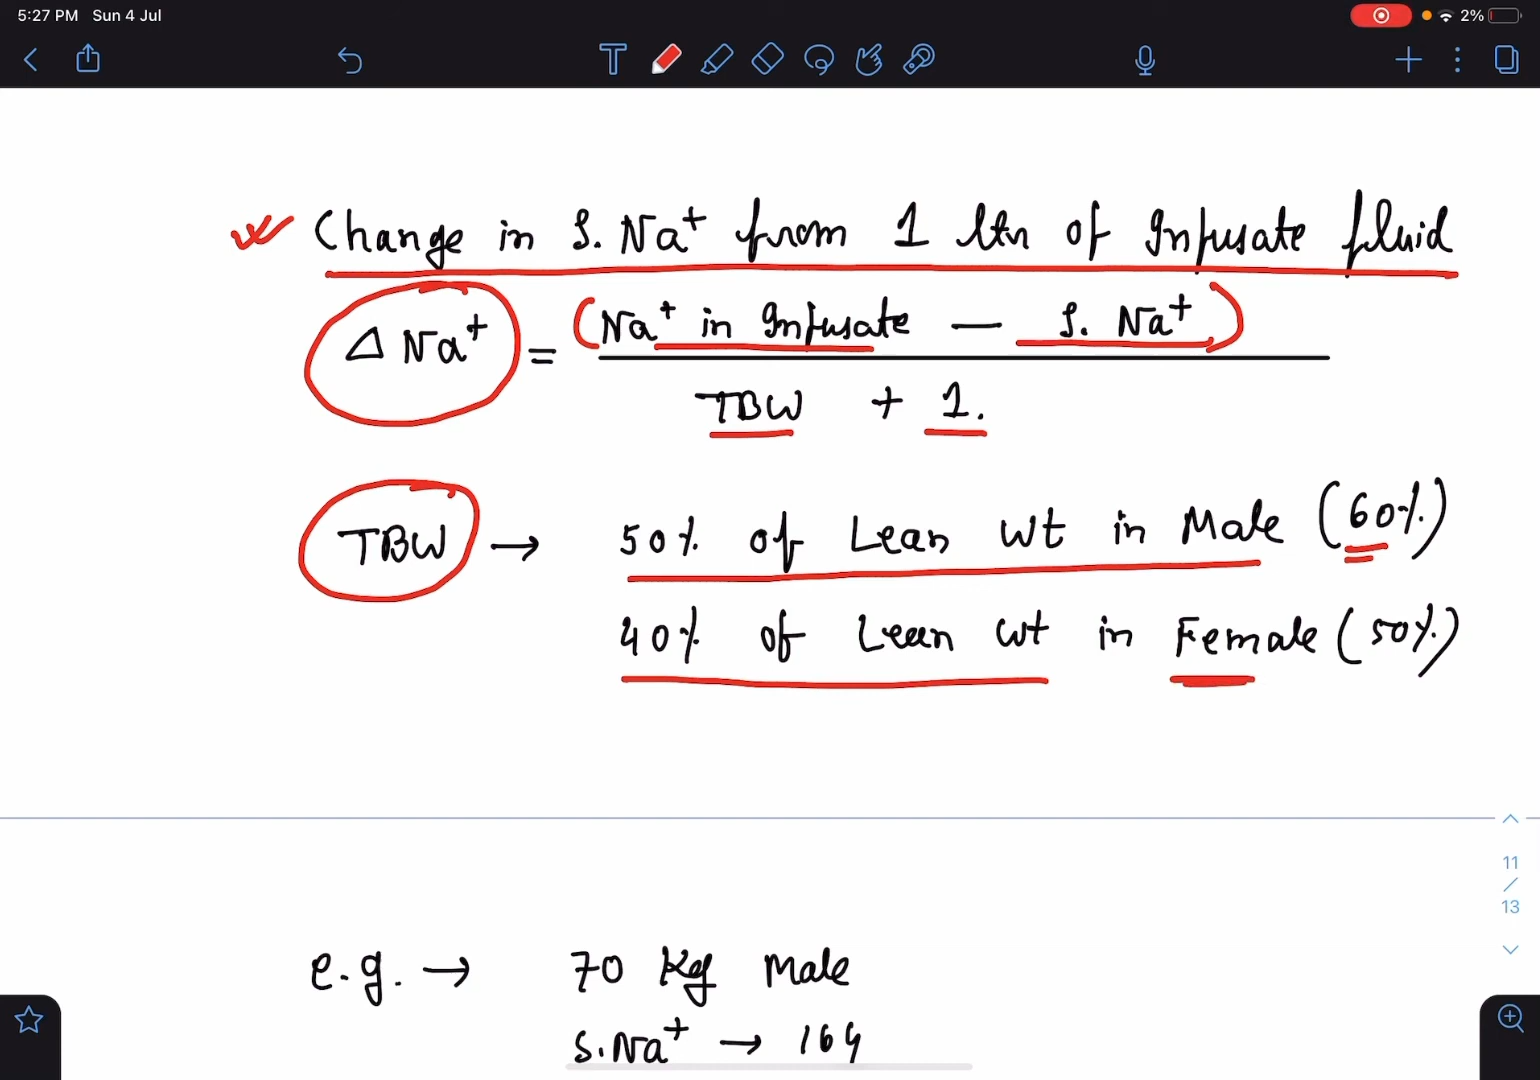 5:27 PM Sun 4 Jul
2%
Change in S. Na⁺ from 1 ltr of Infusate fluid
Δ Na⁺ = (Na⁺ in Infusate — S. Na⁺)
TBW + 1.
TBW → 50% of Lean wt in Male (60%)
40% of Lean wt in Female (50%)
11
/
13
e.g. → 70 Kg Male
S.Na⁺ → 164